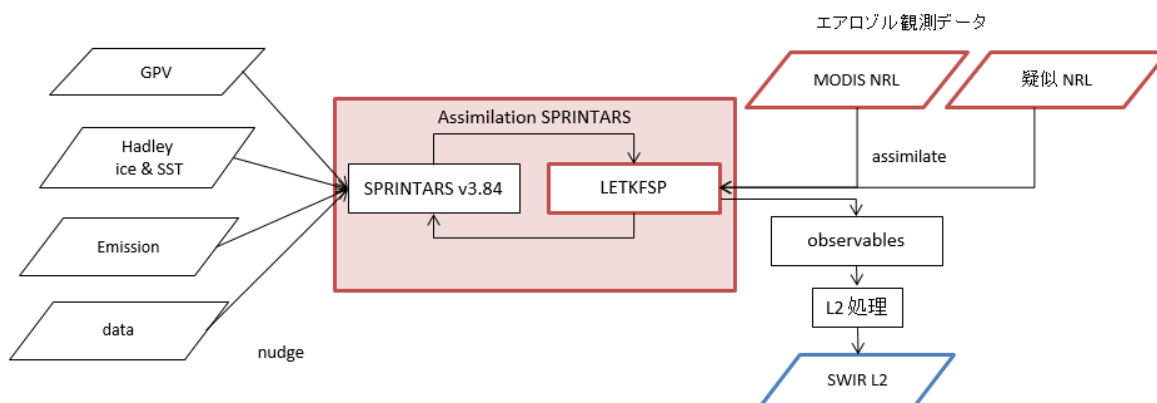 エアロゾル観測データ
GPV
MODIS NRL
疑似 NRL
Hadley
ice & SST
Assimilation SPRINTARS
assimilate
SPRINTARS v3.84
LETKFSP
Emission
observables
data
L2 処理
nudge
SWIR L2